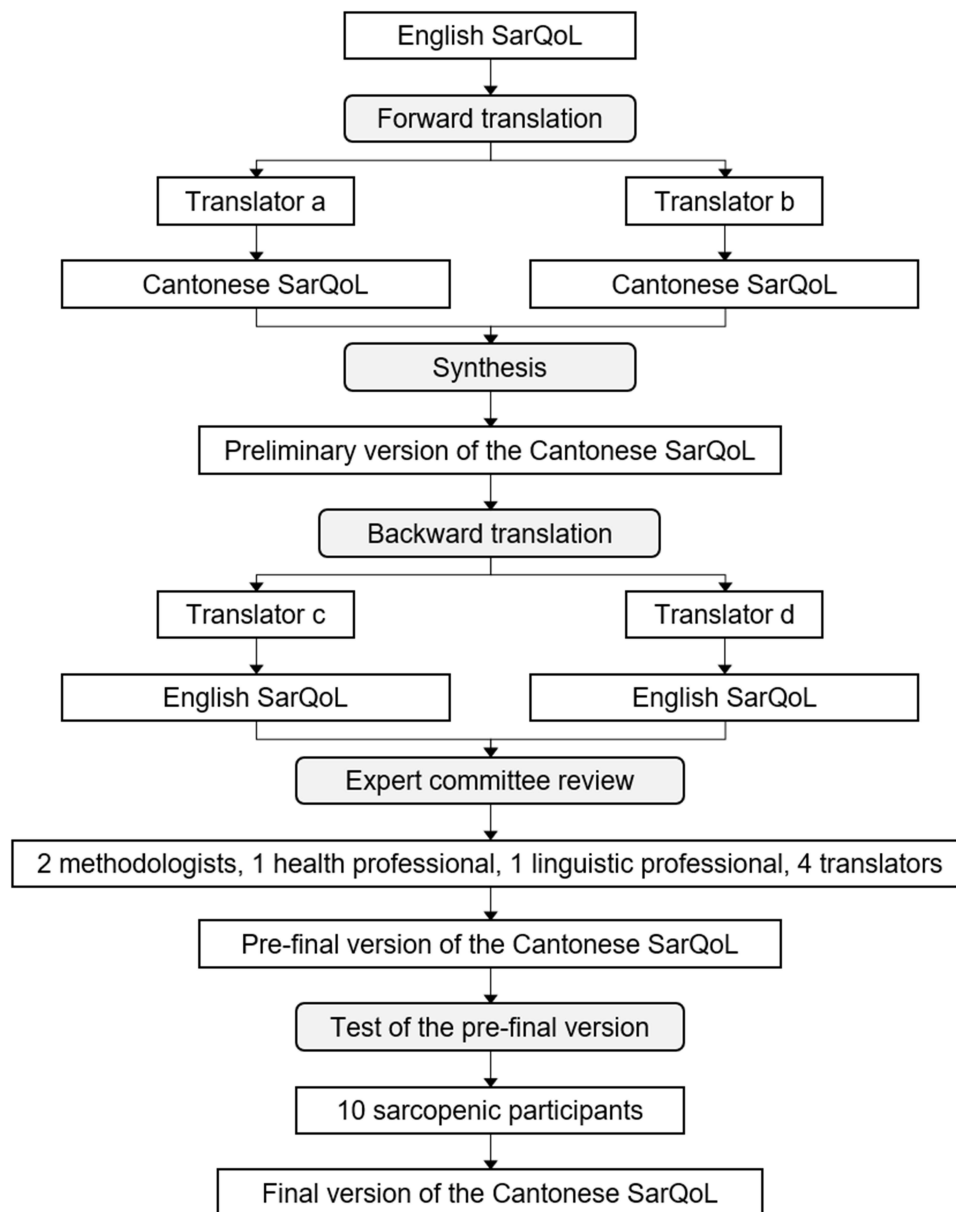 English SarQoL
Forward translation
Translator a
Translator b
Cantonese SarQoL
Cantonese SarQoL
Synthesis
Preliminary version of the Cantonese SarQoL
Backward translation
Translator c
Translator d
English SarQoL
English SarQoL
Expert committee review
2 methodologists, 1 health professional, 1 linguistic professional, 4 translators
Pre-final version of the Cantonese SarQoL
Test of the pre-final version
10 sarcopenic participants
Final version of the Cantonese SarQoL